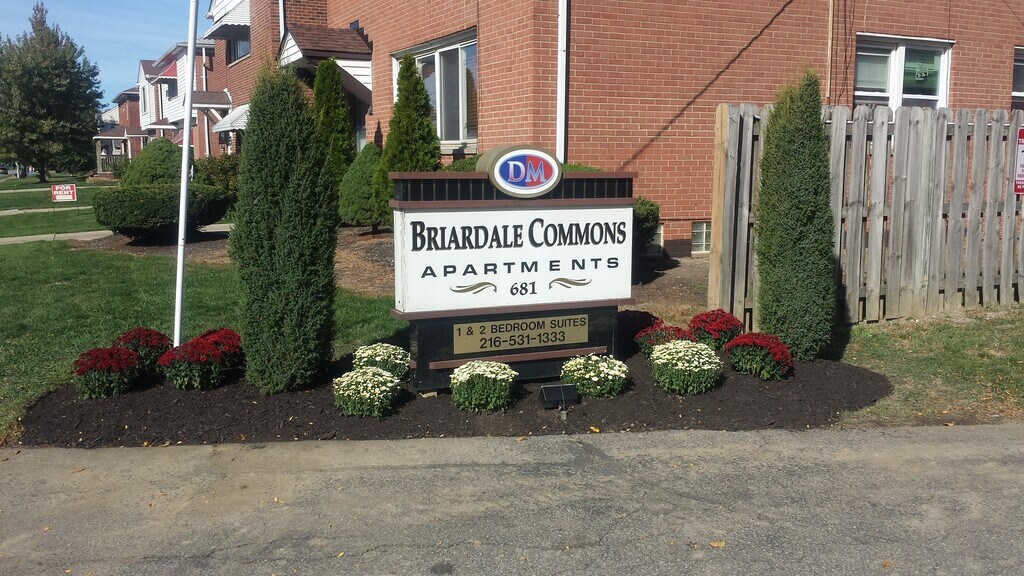 FOR
RENT
DM
BRIARDALE COMMONS
APARTMENTS
681
1 & 2 BEDROOM SUITES
216-531-1333